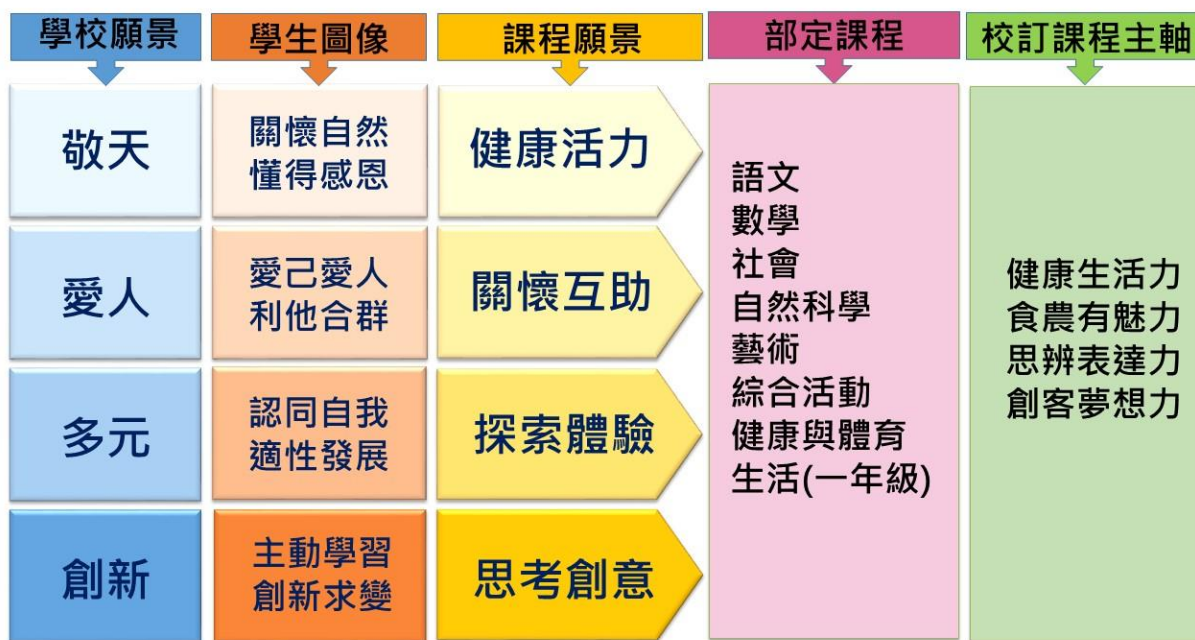 學校願景
學生圖像
課程願景
部定課程
校訂課程主軸
敬天
關懷自然
懂得感恩
健康活力
愛人
愛己愛人
利他合群
關懷互助
多元
認同自我
適性發展
探索體驗
創新
主動學習
創新求變
思考創意
語文
數學
社會
自然科學
藝術
綜合活動
健康與體育
生活(一年級)
健康生活力
食農有魅力
思辨表達力
創客夢想力